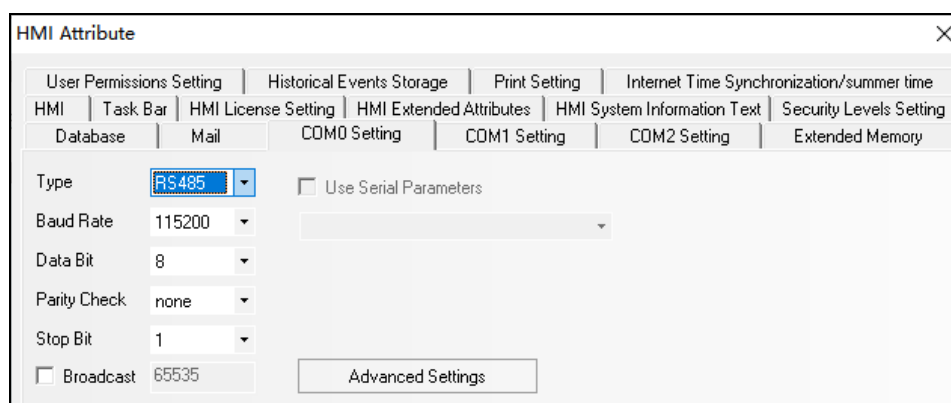 HMI Attribute
User Permissions Setting Historical Events Storage Print Setting Internet Time Synchronization/summer time
HMI Task Bar HMI License Setting HMI Extended Attributes HMI System Information Text Security Levels Setting
Database Mail COM0 Setting COM1 Setting COM2 Setting Extended Memory
Type RS485 Use Serial Parameters
Baud Rate 115200
Data Bit 8
Parity Check none
Stop Bit 1
Broadcast 65535 Advanced Settings